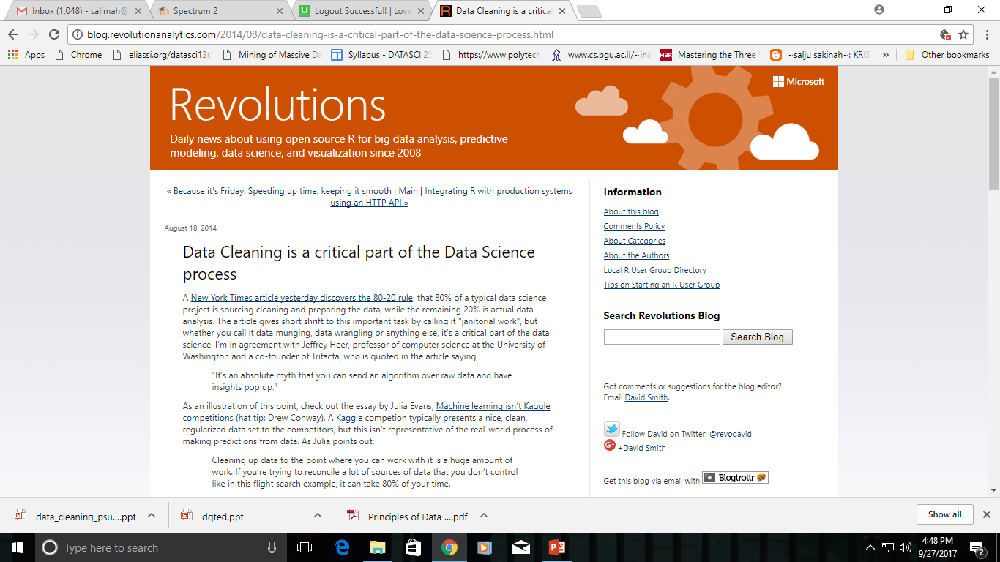 Inbox (1,048) - salimah@
Spectrum 2
Logout Successful! | Love
Data Cleaning is a critical
blog.revolutionanalytics.com/2014/08/data-cleaning-is-a-critical-part-of-the-data-science-process.html
Apps
Chrome
eliassi.org/datasci13s
Mining of Massive Da
Syllabus - DATASCI 25
https://www.polytech
www.cs.bgu.ac.il/~inc
HBR
Mastering the Three
~salju sakinah~: KRIS
»
Other bookmarks
Microsoft
Revolutions
Daily news about using open source R for big data analysis, predictive
modeling, data science, and visualization since 2008
« Because it's Friday: Speeding up time, keeping it smooth | Main | Integrating R with production systems
using an HTTP API »
August 18, 2014
Data Cleaning is a critical part of the Data Science
process
A New York Times article yesterday discovers the 80-20 rule: that 80% of a typical data science
project is sourcing cleaning and preparing the data, while the remaining 20% is actual data
analysis. The article gives short shrift to this important task by calling it "janitorial work", but
whether you call it data munging, data wrangling or anything else, it's a critical part of the data
science. I'm in agreement with Jeffrey Heer, professor of computer science at the University of
Washington and a co-founder of Trifacta, who is quoted in the article saying,
“It’s an absolute myth that you can send an algorithm over raw data and have
insights pop up.”
As an illustration of this point, check out the essay by Julia Evans, Machine learning isn't Kaggle
competitions (hat tip: Drew Conway). A Kaggle competion typically presents a nice, clean,
regularized data set to the competitors, but this isn't representative of the real-world process of
making predictions from data. As Julia points out:
Cleaning up data to the point where you can work with it is a huge amount of
work. If you’re trying to reconcile a lot of sources of data that you don’t control
like in this flight search example, it can take 80% of your time.
Information
About this blog
Comments Policy
About Categories
About the Authors
Local R User Group Directory
Tips on Starting an R User Group
Search Revolutions Blog
Search Blog
Got comments or suggestions for the blog editor?
Email David Smith.
Follow David on Twitter: @revodavid
+David Smith
Get this blog via email with Blogtrottr
data_cleaning_psu....ppt
dqted.ppt
Principles of Data ....pdf
Show all
Type here to search
4:48 PM
9/27/2017
2